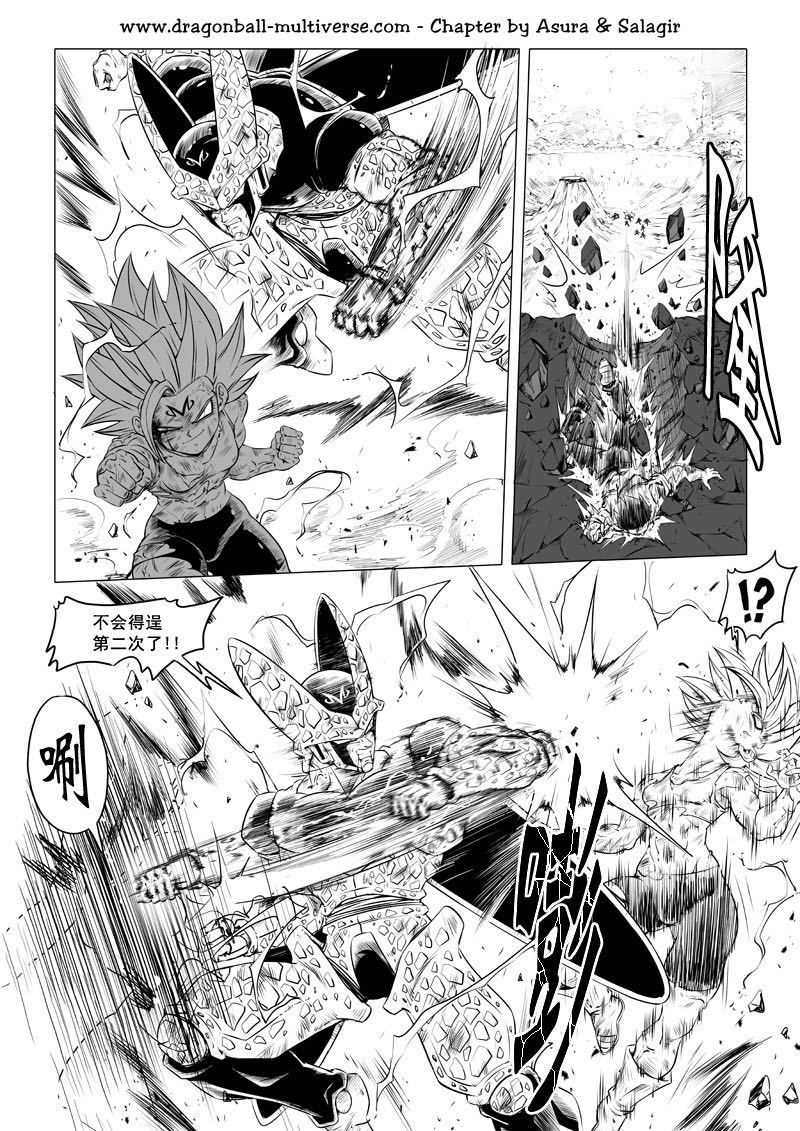 www.dragonball-multiverse.com - Chapter by Asura & Salagir
!?
不会得逞
第二次了!!
唰